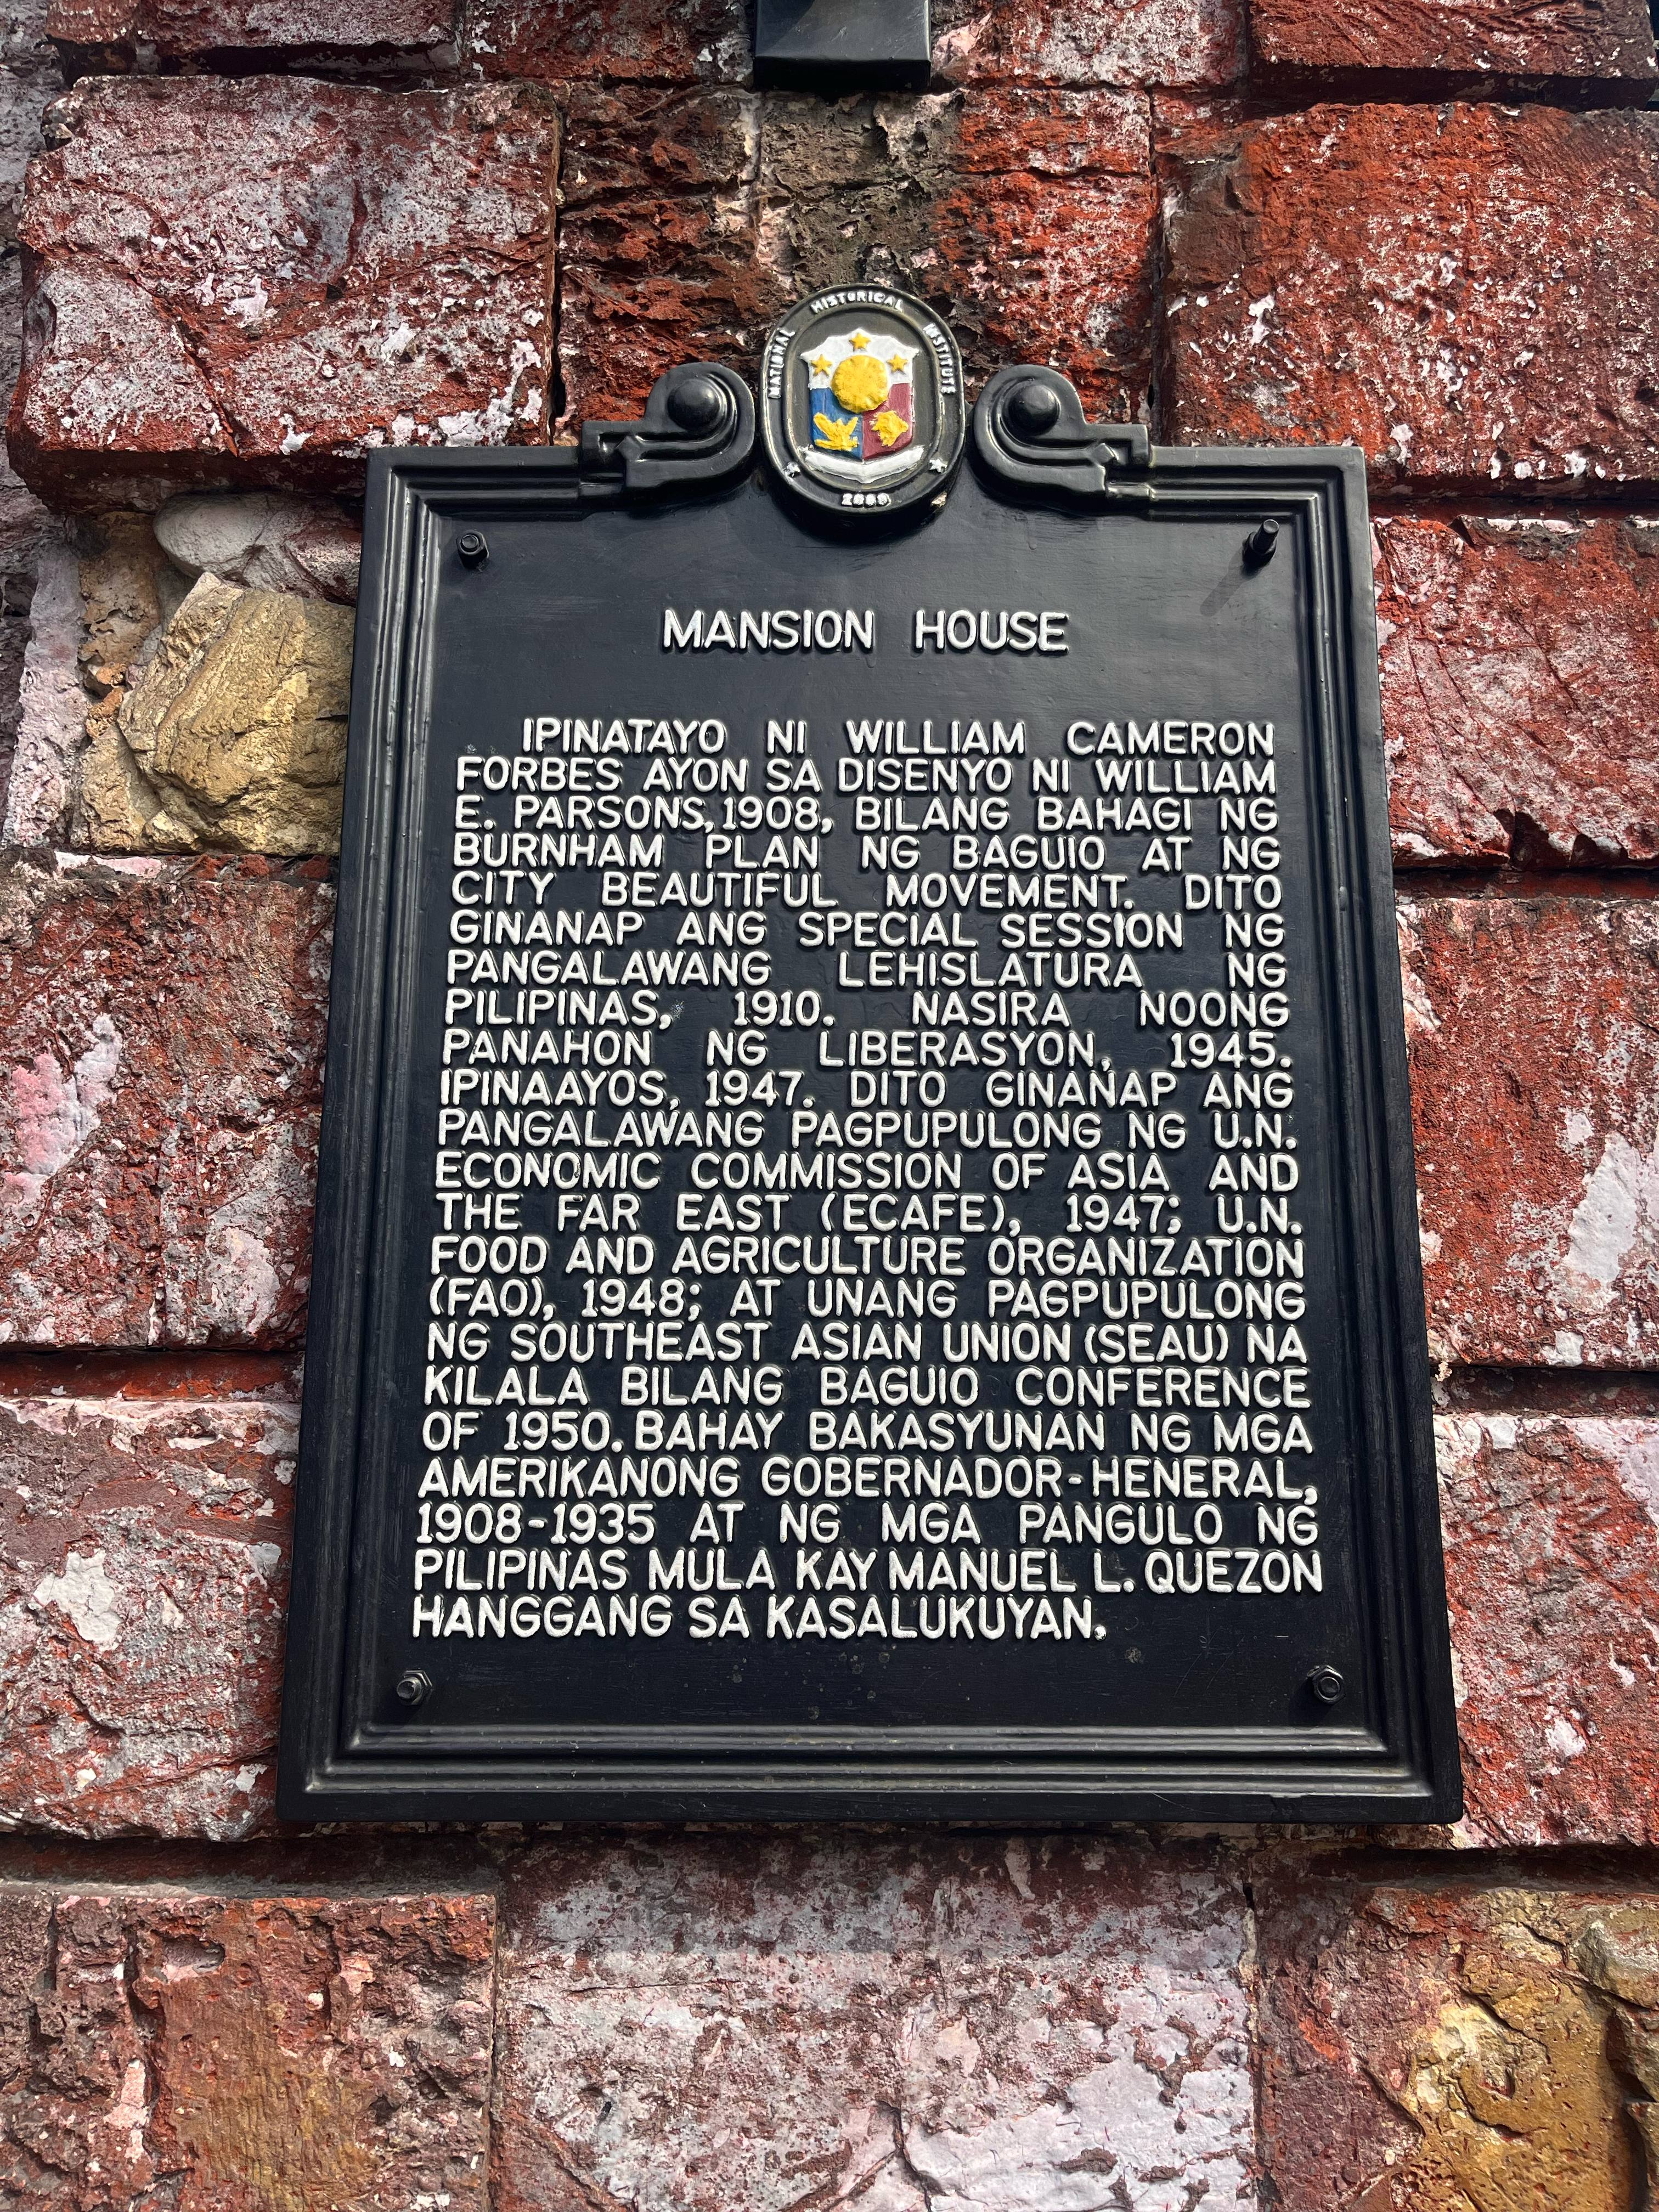 NATIONAL HISTORICAL INSTITUTE
2009
MANSION HOUSE
IPINATAYO NI WILLIAM CAMERON
FORBES AYON SA DISENYO NI WILLIAM
E. PARSONS, 1908, BILANG BAHAGI NG
BURNHAM PLAN NG BAGUIO AT NG
CITY BEAUTIFUL MOVEMENT. DITO
GINANAP ANG SPECIAL SESSION NG
PANGALAWANG LEHISLATURA NG
PILIPINAS, 1910. NASIRA NOONG
PANAHON NG LIBERASYON, 1945.
IPINAAYOS, 1947. DITO GINANAP ANG
PANGALAWANG PAGPUPULONG NG U.N.
ECONOMIC COMMISSION OF ASIA AND
THE FAR EAST (ECAFE), 1947; U.N.
FOOD AND AGRICULTURE ORGANIZATION
(FAO), 1948; AT UNANG PAGPUPULONG
NG SOUTHEAST ASIAN UNION (SEAU) NA
KILALA BILANG BAGUIO CONFERENCE
OF 1950. BAHAY BAKASYUNAN NG MGA
AMERIKANONG GOBERNADOR-HENERAL,
1908-1935 AT NG MGA PANGULO NG
PILIPINAS MULA KAY MANUEL L. QUEZON
HANGGANG SA KASALUKUYAN.